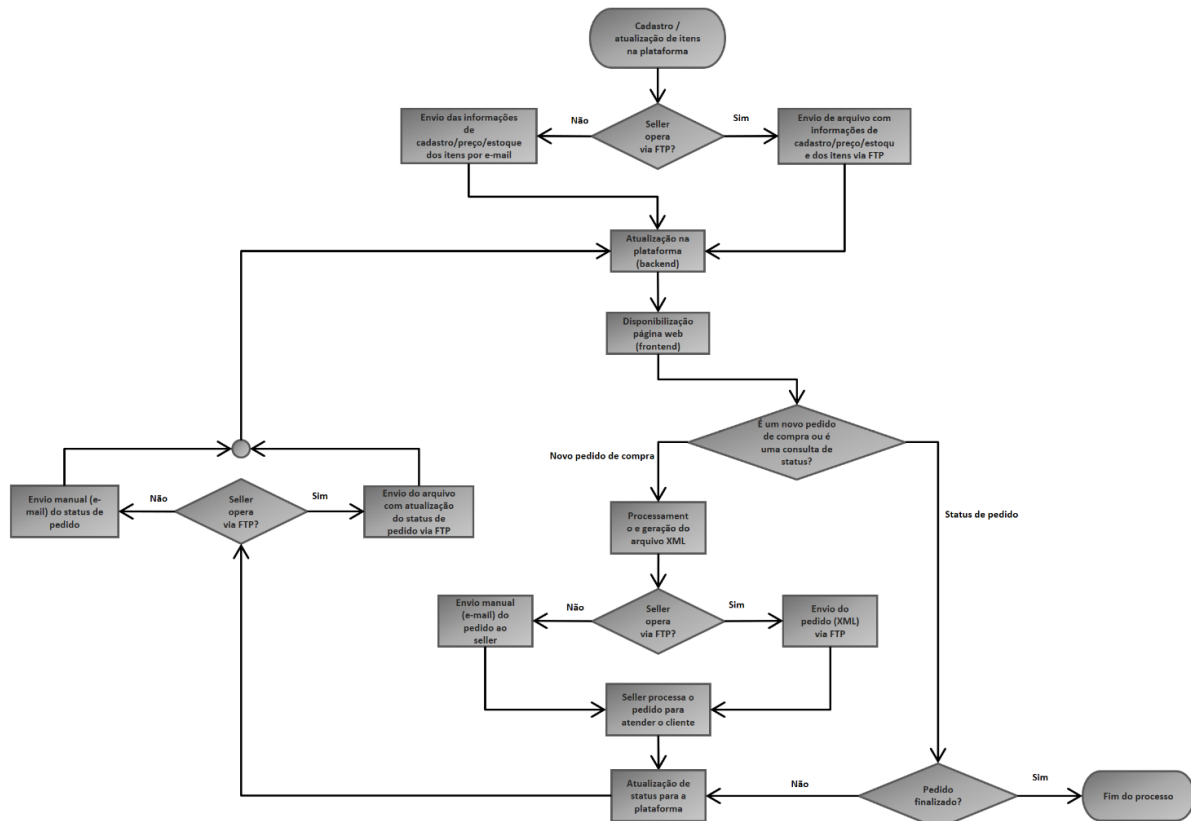 Cadastro /
atualização de itens
na plataforma
Envio das informações
de
cadastro/preço/estoque
dos itens por e-mail
Não
Seller
opera
via FTP?
Sim
Envio de arquivo com
informações de
cadastro/preço/estoqu
e dos itens via FTP
Atualização na
plataforma
(backend)
Disponibilização
página web
(frontend)
É um novo pedido
de compra ou é
uma consulta de
status?
Novo pedido de compra
Status de pedido
Envio manual (e-
mail) do status de
pedido
Não
Seller
opera
via FTP?
Sim
Envio do arquivo
com atualização
do status de
pedido via FTP
Processament
o e geração do
arquivo XML
Envio manual
(e-mail) do
pedido ao
seller
Não
Seller
opera
via FTP?
Sim
Envio do
pedido (XML)
via FTP
Seller processa o
pedido para
atender o cliente
Atualização de
status para a
plataforma
Não
Pedido
finalizado?
Sim
Fim do processo